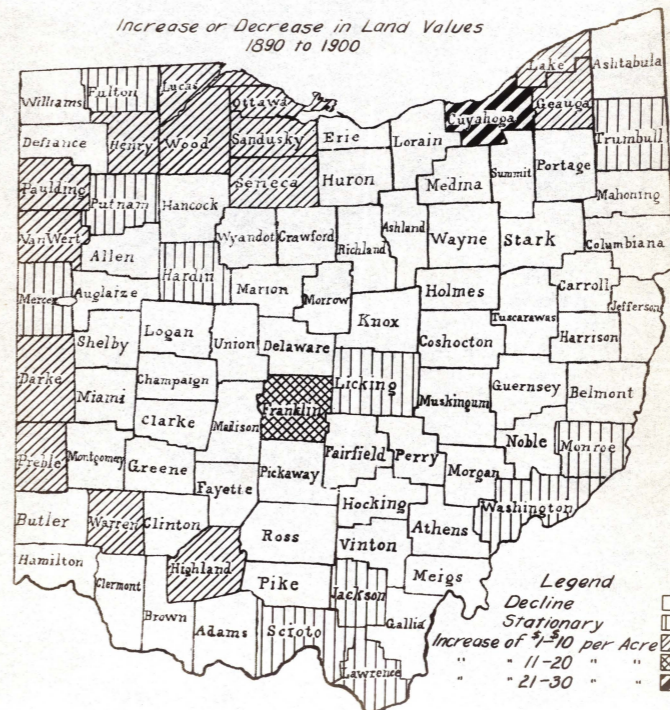 Increase or Decrease in Land Values
1890 to 1900
Lake
Ashtabula
Williams
Fulton
Lucas
Ottawa
Geauga
Cuyahoga
Defiance
Henry
Wood
Sandusky
Erie
Lorain
Trumbull
Paulding
Putnam
Hancock
Seneca
Huron
Medina
Summit
Portage
Mahoning
Van Wert
Allen
Wyandot
Crawford
Richland
Ashland
Wayne
Stark
Columbiana
Mercer
Auglaize
Hardin
Marion
Morrow
Holmes
Carroll
Jefferson
Shelby
Logan
Union
Delaware
Knox
Coshocton
Tuscarawas
Harrison
Darke
Miami
Champaign
Clarke
Madison
Franklin
Licking
Muskingum
Guernsey
Belmont
Preble
Montgomery
Greene
Fayette
Pickaway
Fairfield
Perry
Morgan
Noble
Monroe
Washington
Butler
Warren
Clinton
Ross
Hocking
Athens
Hamilton
Clermont
Brown
Highland
Pike
Vinton
Meigs
Adams
Scioto
Jackson
Gallia
Lawrence
Legend
Decline
Stationary
Increase of $1-$10 per Acre
" " 11-20 " "
" " 21-30 " "